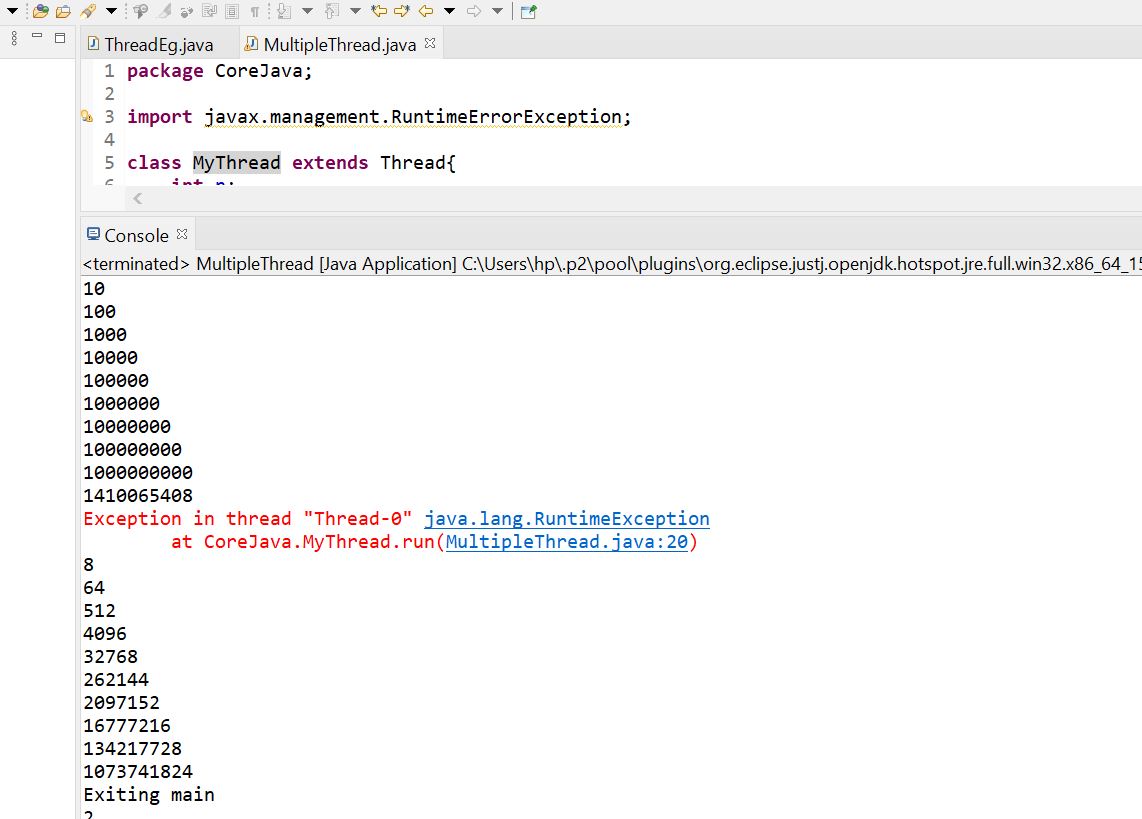 ThreadEg.java MultipleThread.java
1 package CoreJava;
2
3 import javax.management.RuntimeErrorException;
4
5 class MyThread extends Thread{
6 int n;
Console
<terminated> MultipleThread [Java Application] C:\Users\hp\.p2\pool\plugins\org.eclipse.justj.openjdk.hotspot.jre.full.win32.x86_64_15
10
100
1000
10000
100000
1000000
10000000
100000000
1000000000
1410065408
Exception in thread "Thread-0" java.lang.RuntimeException
at CoreJava.MyThread.run(MultipleThread.java:20)
8
64
512
4096
32768
262144
2097152
16777216
134217728
1073741824
Exiting main
2